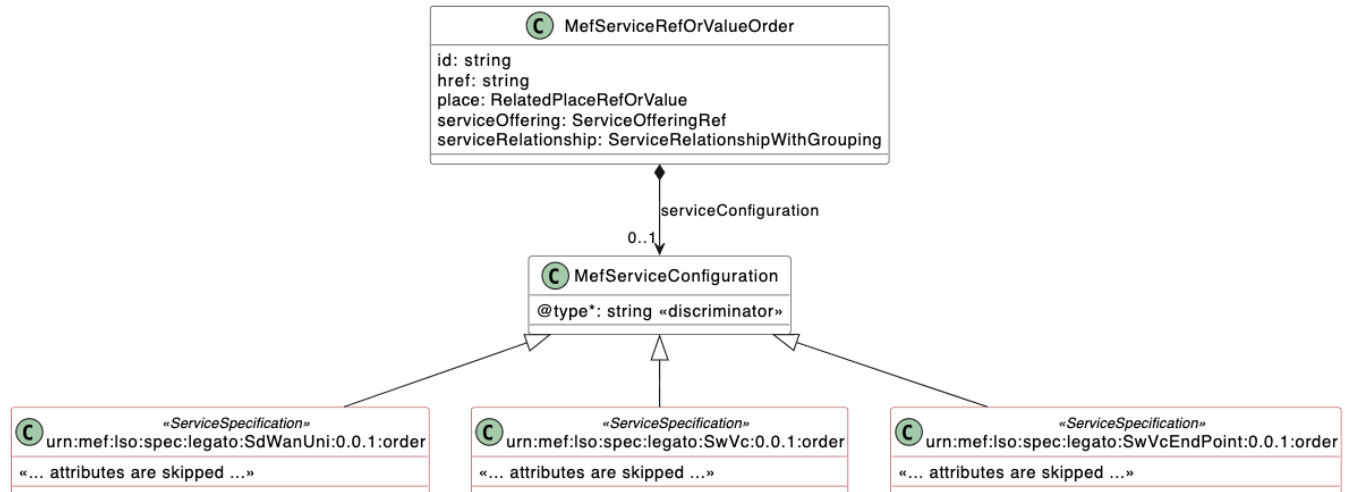 C MefServiceRefOrValueOrder
id: string
href: string
place: RelatedPlaceRefOrValue
serviceOffering: ServiceOfferingRef
serviceRelationship: ServiceRelationshipWithGrouping
serviceConfiguration
0..1
C MefServiceConfiguration
@type*: string «discriminator»
«ServiceSpecification»
C urn:mef:lso:spec:legato:SdWanUni:0.0.1:order
«... attributes are skipped ...»
«ServiceSpecification»
C urn:mef:lso:spec:legato:SwVc:0.0.1:order
«... attributes are skipped ...»
«ServiceSpecification»
C urn:mef:lso:spec:legato:SwVcEndPoint:0.0.1:order
«... attributes are skipped ...»